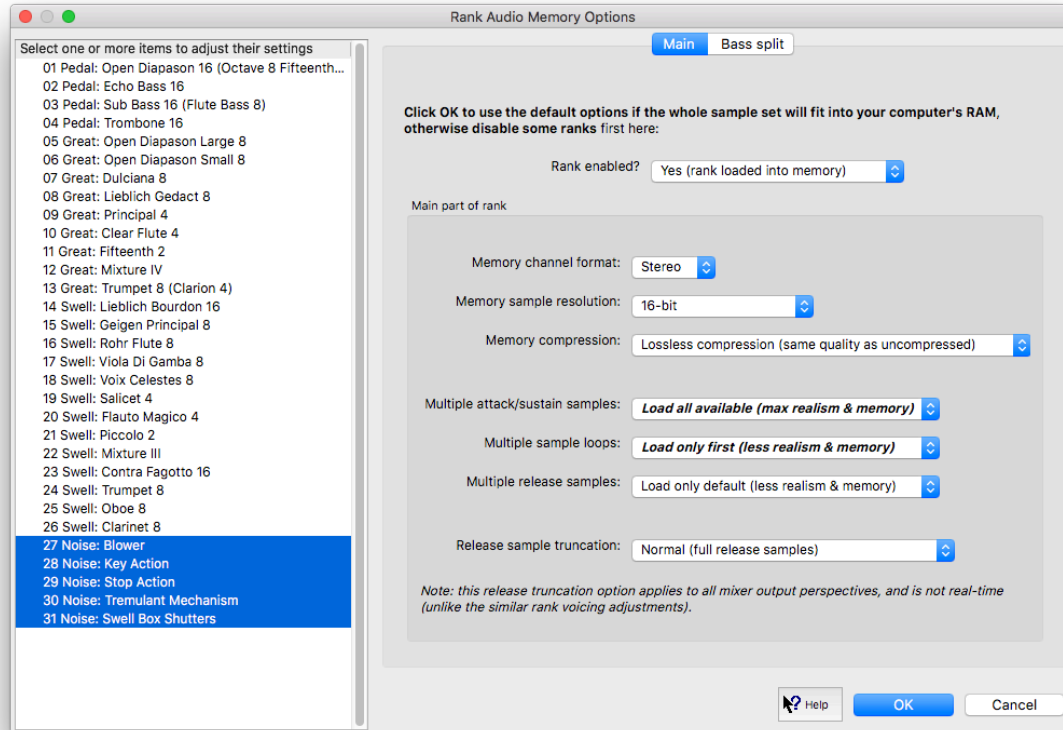 Rank Audio Memory Options
Select one or more items to adjust their settings
01 Pedal: Open Diapason 16 (Octave 8 Fifteenth...
02 Pedal: Echo Bass 16
03 Pedal: Sub Bass 16 (Flute Bass 8)
04 Pedal: Trombone 16
05 Great: Open Diapason Large 8
06 Great: Open Diapason Small 8
07 Great: Dulciana 8
08 Great: Lieblich Gedact 8
09 Great: Principal 4
10 Great: Clear Flute 4
11 Great: Fifteenth 2
12 Great: Mixture IV
13 Great: Trumpet 8 (Clarion 4)
14 Swell: Lieblich Bourdon 16
15 Swell: Geigen Principal 8
16 Swell: Rohr Flute 8
17 Swell: Viola Di Gamba 8
18 Swell: Voix Celestes 8
19 Swell: Salicet 4
20 Swell: Flauto Magico 4
21 Swell: Piccolo 2
22 Swell: Mixture III
23 Swell: Contra Fagotto 16
24 Swell: Trumpet 8
25 Swell: Oboe 8
26 Swell: Clarinet 8
27 Noise: Blower
28 Noise: Key Action
29 Noise: Stop Action
30 Noise: Tremulant Mechanism
31 Noise: Swell Box Shutters
Main Bass split
Click OK to use the default options if the whole sample set will fit into your computer's RAM,
otherwise disable some ranks first here:
Rank enabled? Yes (rank loaded into memory)
Main part of rank
Memory channel format: Stereo
Memory sample resolution: 16-bit
Memory compression: Lossless compression (same quality as uncompressed)
Multiple attack/sustain samples: Load all available (max realism & memory)
Multiple sample loops: Load only first (less realism & memory)
Multiple release samples: Load only default (less realism & memory)
Release sample truncation: Normal (full release samples)
Note: this release truncation option applies to all mixer output perspectives, and is not real-time
(unlike the similar rank voicing adjustments).
? Help OK Cancel